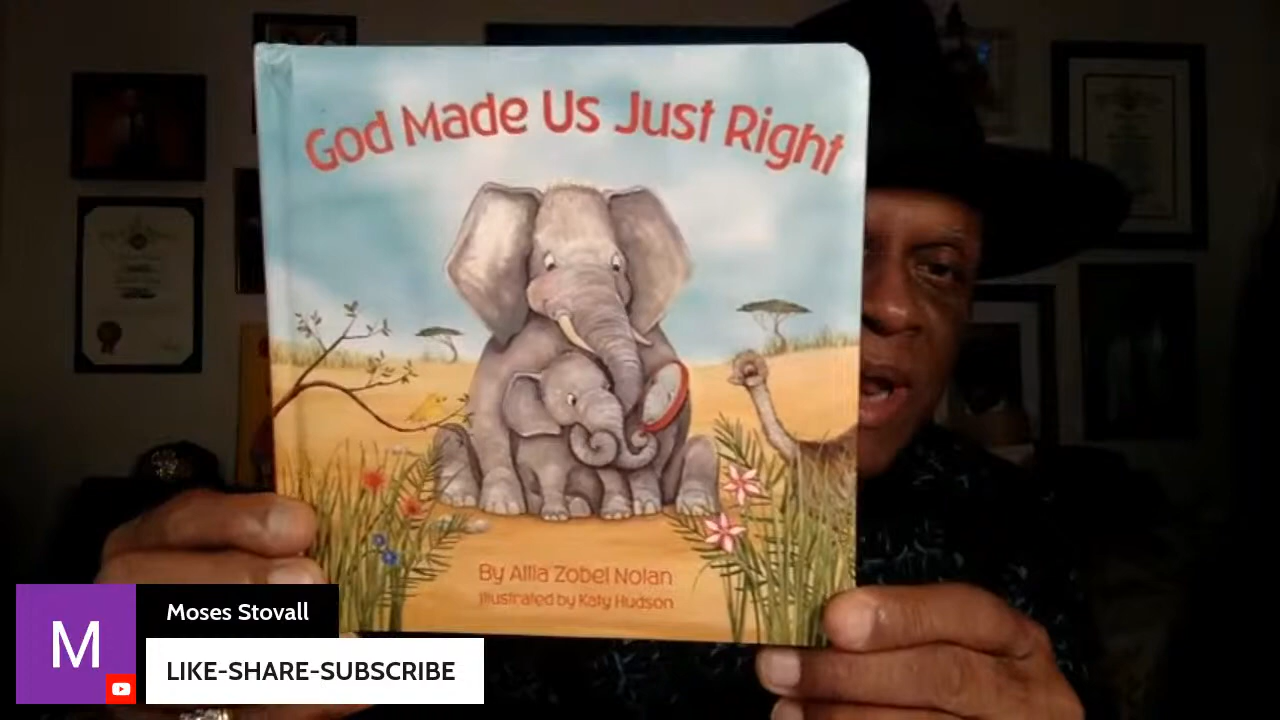 God Made Us Just Right
By Allia Zobel Nolan
Illustrated by Katy Hudson
M
Moses Stovall
LIKE-SHARE-SUBSCRIBE